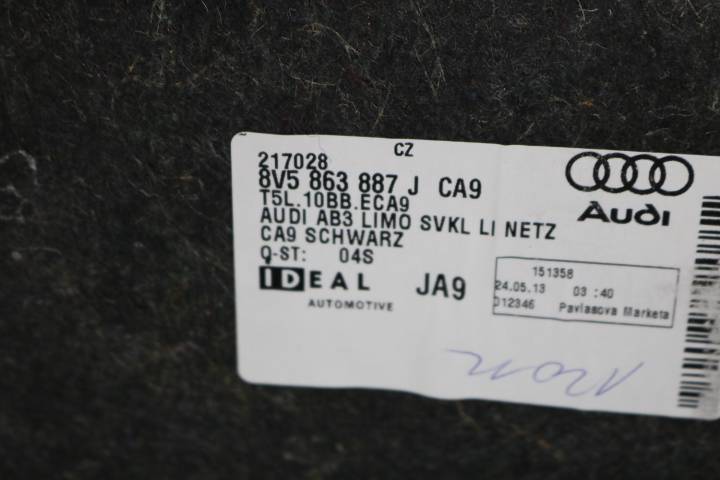 CZ
217028
8V5 863 887 J CA9
T5L.10BB.ECA9
AUDI AB3 LIMO SVKL LI NETZ
CA9 SCHWARZ
Q-ST: 04S
IDEAL
AUTOMOTIVE
JA9
Audi
151358
24.05.13 03:40
012346 Pavlasova Marketa